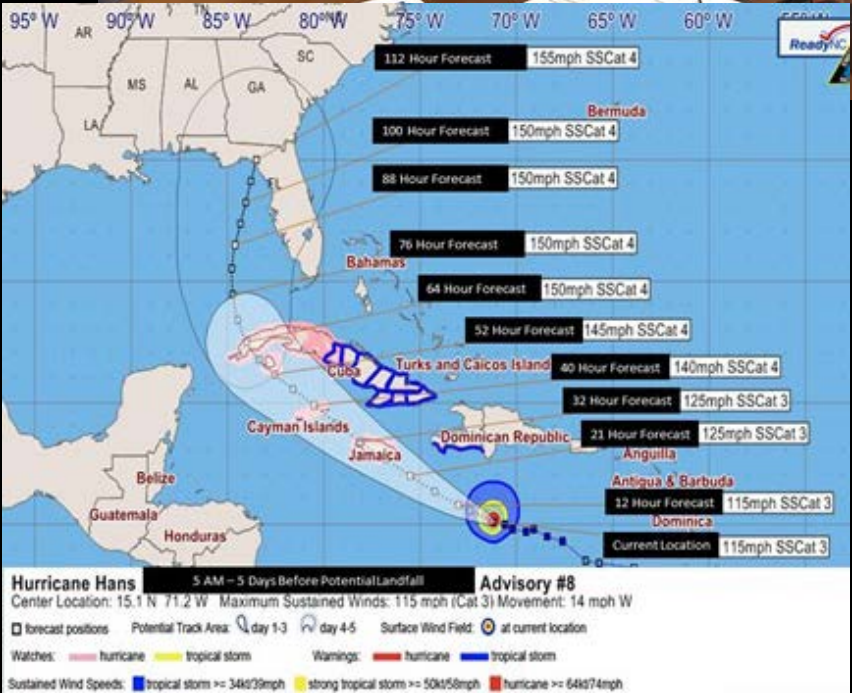 95° W 90° W 85° W 80° W 75° W 70° W 65° W 60° W
TN
NC
AR
SC
MS AL GA
LA
FL
ReadyNC
112 Hour Forecast 155mph SSCat 4
Bermuda
100 Hour Forecast 150mph SSCat 4
88 Hour Forecast 150mph SSCat 4
76 Hour Forecast 150mph SSCat 4
Bahamas
64 Hour Forecast 150mph SSCat 4
52 Hour Forecast 145mph SSCat 4
Cuba
Turks and Caicos Island
40 Hour Forecast 140mph SSCat 4
32 Hour Forecast 125mph SSCat 3
Cayman Islands
Dominican Republic
21 Hour Forecast 125mph SSCat 3
Jamaica
Anguilla
Belize
Antigua & Barbuda
12 Hour Forecast 115mph SSCat 3
Guatemala
Dominica
Honduras
Current Location 115mph SSCat 3
Hurricane Hans 5 AM – 5 Days Before Potential Landfall Advisory #8
Center Location: 15.1 N 71.2 W Maximum Sustained Winds: 115 mph (Cat 3) Movement: 14 mph W
forecast positions Potential Track Area: day 1-3 day 4-5 Surface Wind Field: at current location
Watches: hurricane tropical storm Warnings: hurricane tropical storm
Sustained Wind Speeds: tropical storm >= 34kt/39mph strong tropical storm >= 50kt/58mph hurricane >= 64kt/74mph